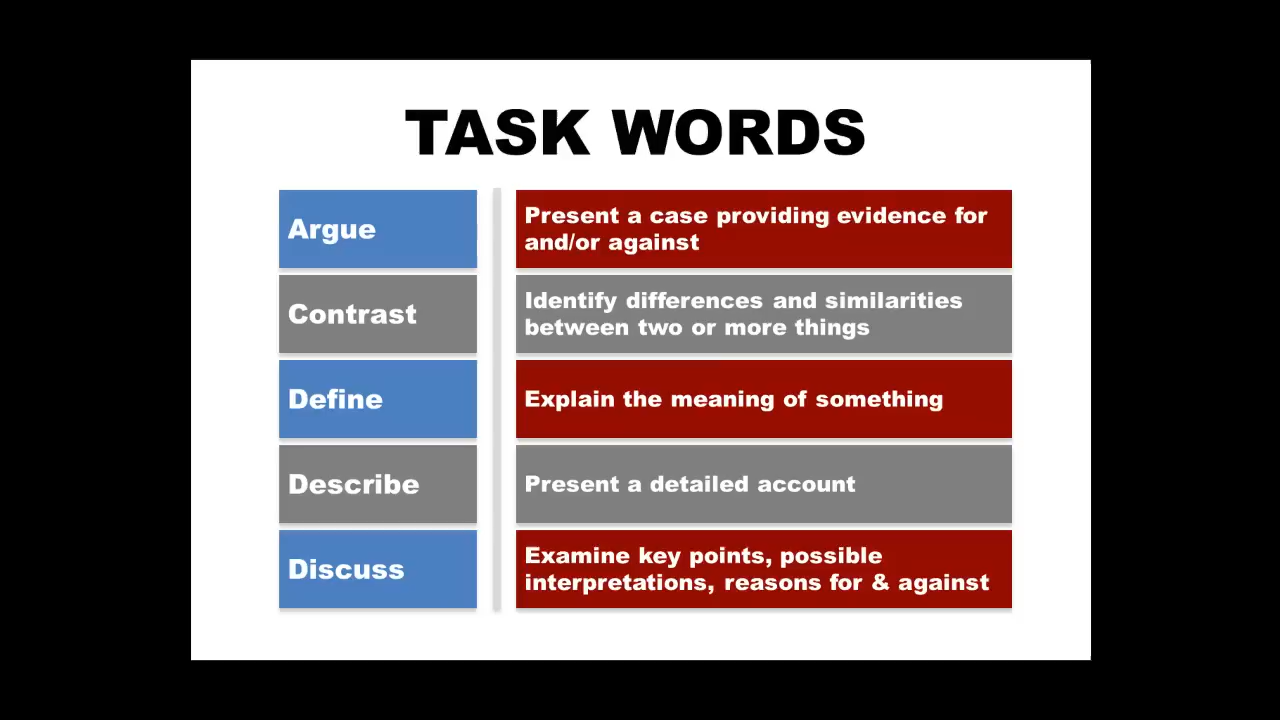 TASK WORDS
Argue
Present a case providing evidence for
and/or against
Contrast
Identify differences and similarities
between two or more things
Define
Explain the meaning of something
Describe
Present a detailed account
Discuss
Examine key points, possible
interpretations, reasons for & against